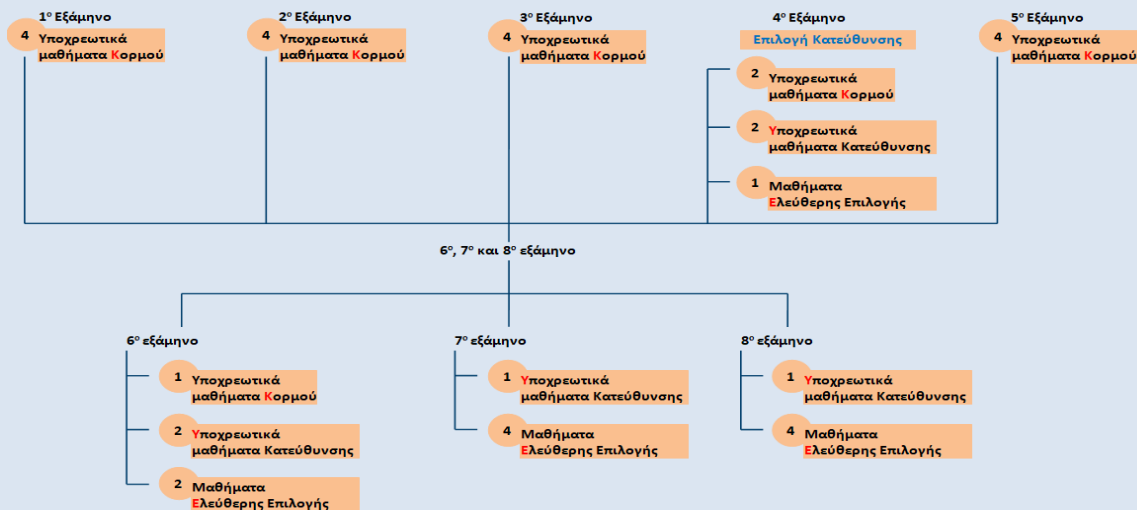 1ο Εξάμηνο
4 Υποχρεωτικά
μαθήματα Κορμού
2ο Εξάμηνο
4 Υποχρεωτικά
μαθήματα Κορμού
3ο Εξάμηνο
4 Υποχρεωτικά
μαθήματα Κορμού
4ο Εξάμηνο
Επιλογή Κατεύθυνσης
2 Υποχρεωτικά
μαθήματα Κορμού
2 Υποχρεωτικά
μαθήματα Κατεύθυνσης
1 Μαθήματα
Ελεύθερης Επιλογής
5ο Εξάμηνο
4 Υποχρεωτικά
μαθήματα Κορμού
6ο, 7ο και 8ο εξάμηνο
6ο εξάμηνο
1 Υποχρεωτικά
μαθήματα Κορμού
2 Υποχρεωτικά
μαθήματα Κατεύθυνσης
2 Μαθήματα
Ελεύθερης Επιλογής
7ο εξάμηνο
1 Υποχρεωτικά
μαθήματα Κατεύθυνσης
4 Μαθήματα
Ελεύθερης Επιλογής
8ο εξάμηνο
1 Υποχρεωτικά
μαθήματα Κατεύθυνσης
4 Μαθήματα
Ελεύθερης Επιλογής